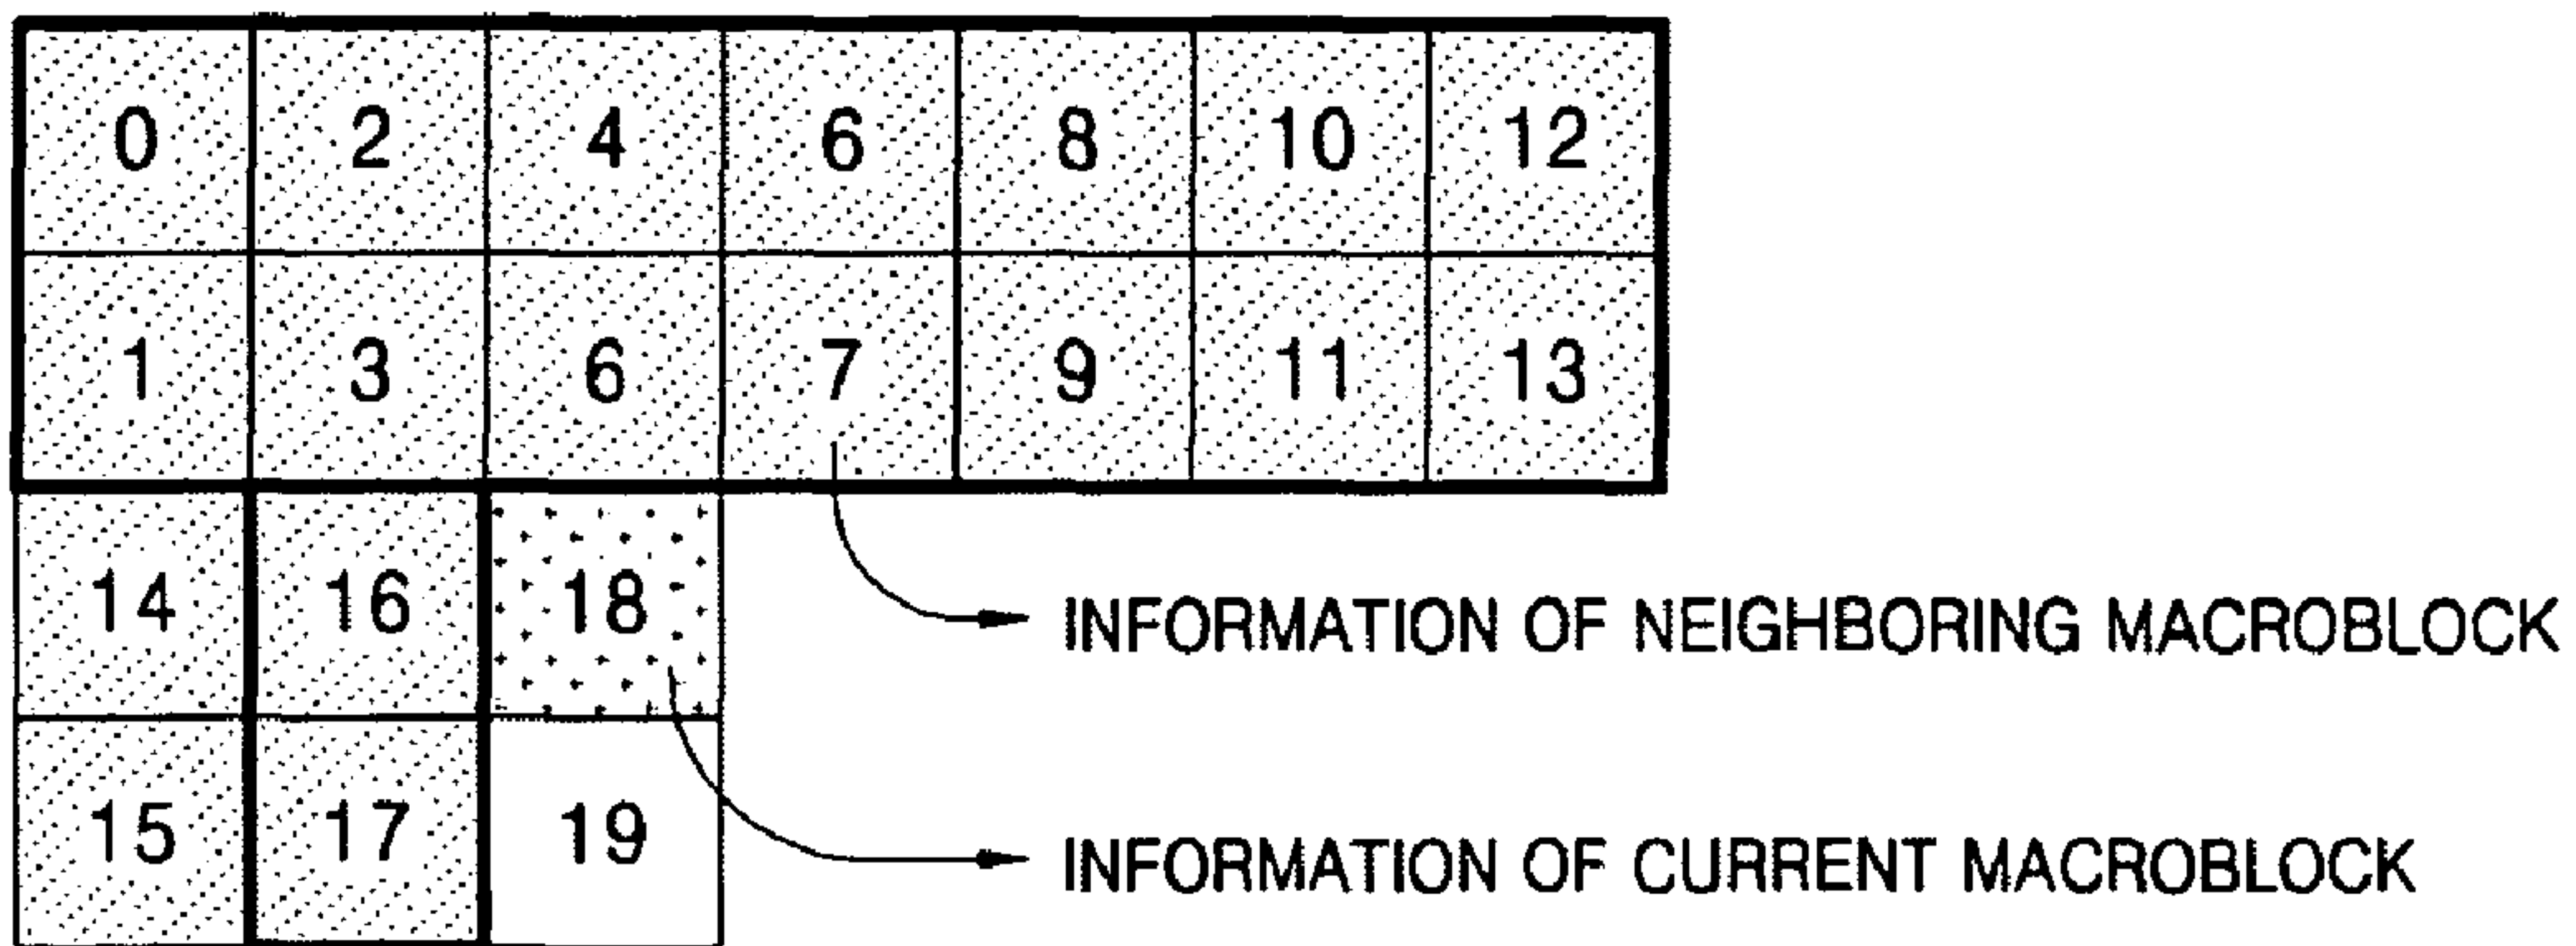 0 2 4 6 8 10 12
1 3 6 7 9 11 13
14 16 18 INFORMATION OF NEIGHBORING MACROBLOCK
15 17 19 INFORMATION OF CURRENT MACROBLOCK